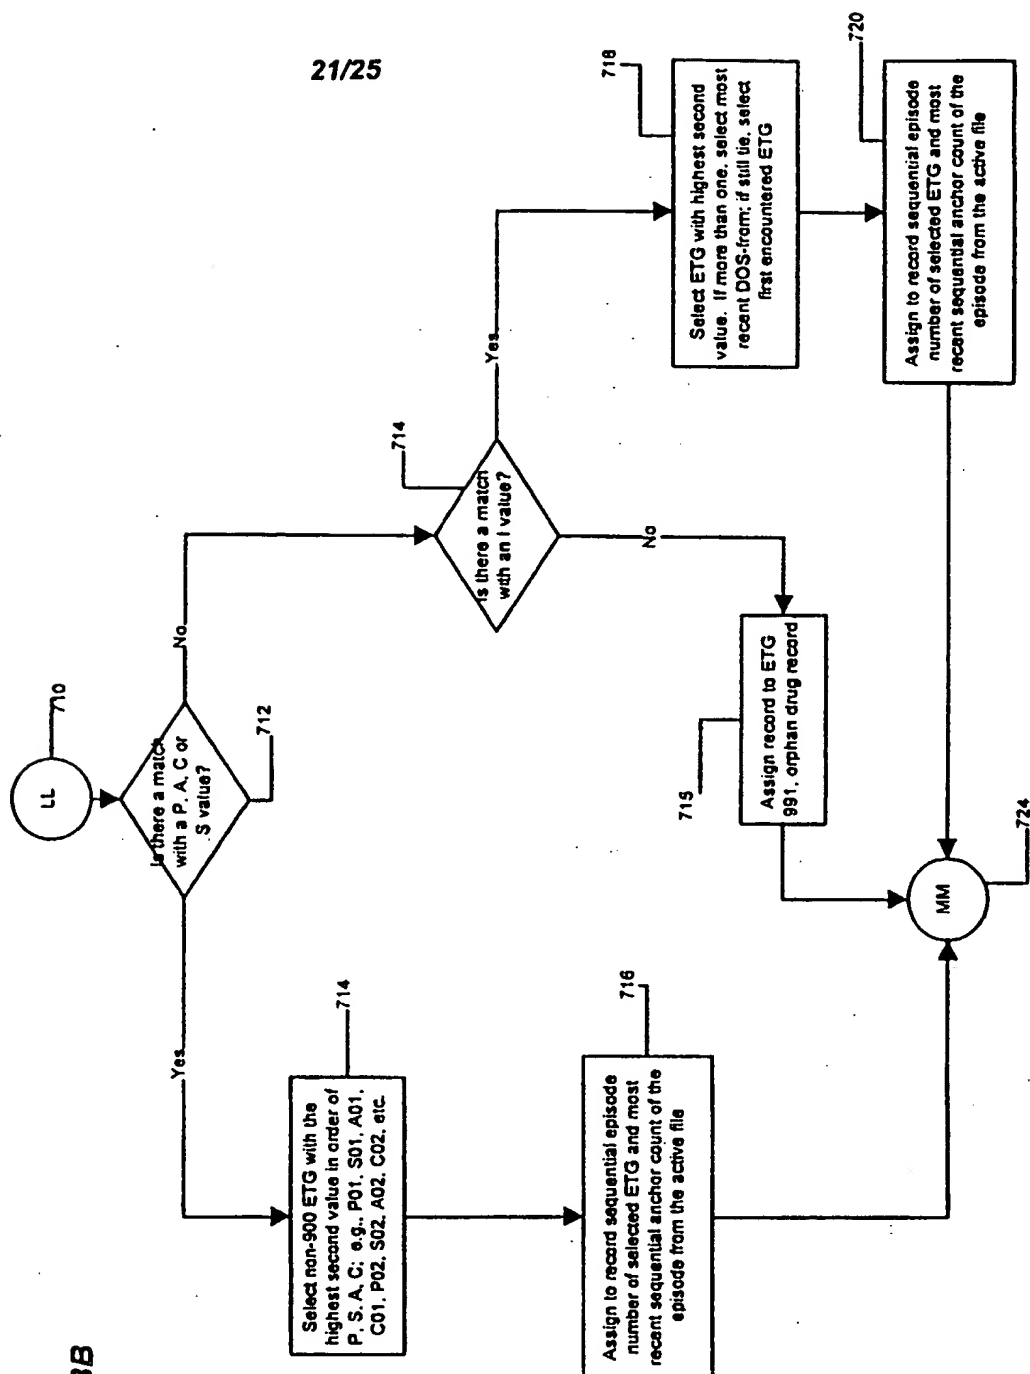 21/25
3B
LL
710
Is there a match
with a P, A, C or
S value?
712
Yes
No
Select non-900 ETG with the
highest second value in order of
P, S, A, C; e.g., P01, S01, A01,
C01, P02, S02, A02, C02, etc.
714
Assign to record sequential episode
number of selected ETG and most
recent sequential anchor count of the
episode from the active file
716
Is there a match
with an I value?
714
Yes
No
Assign record to ETG
991, orphan drug record
715
Select ETG with highest second
value. If more than one, select most
recent DOS-from; if still tie, select
first encountered ETG
718
Assign to record sequential episode
number of selected ETG and most
recent sequential anchor count of the
episode from the active file
720
MM
724